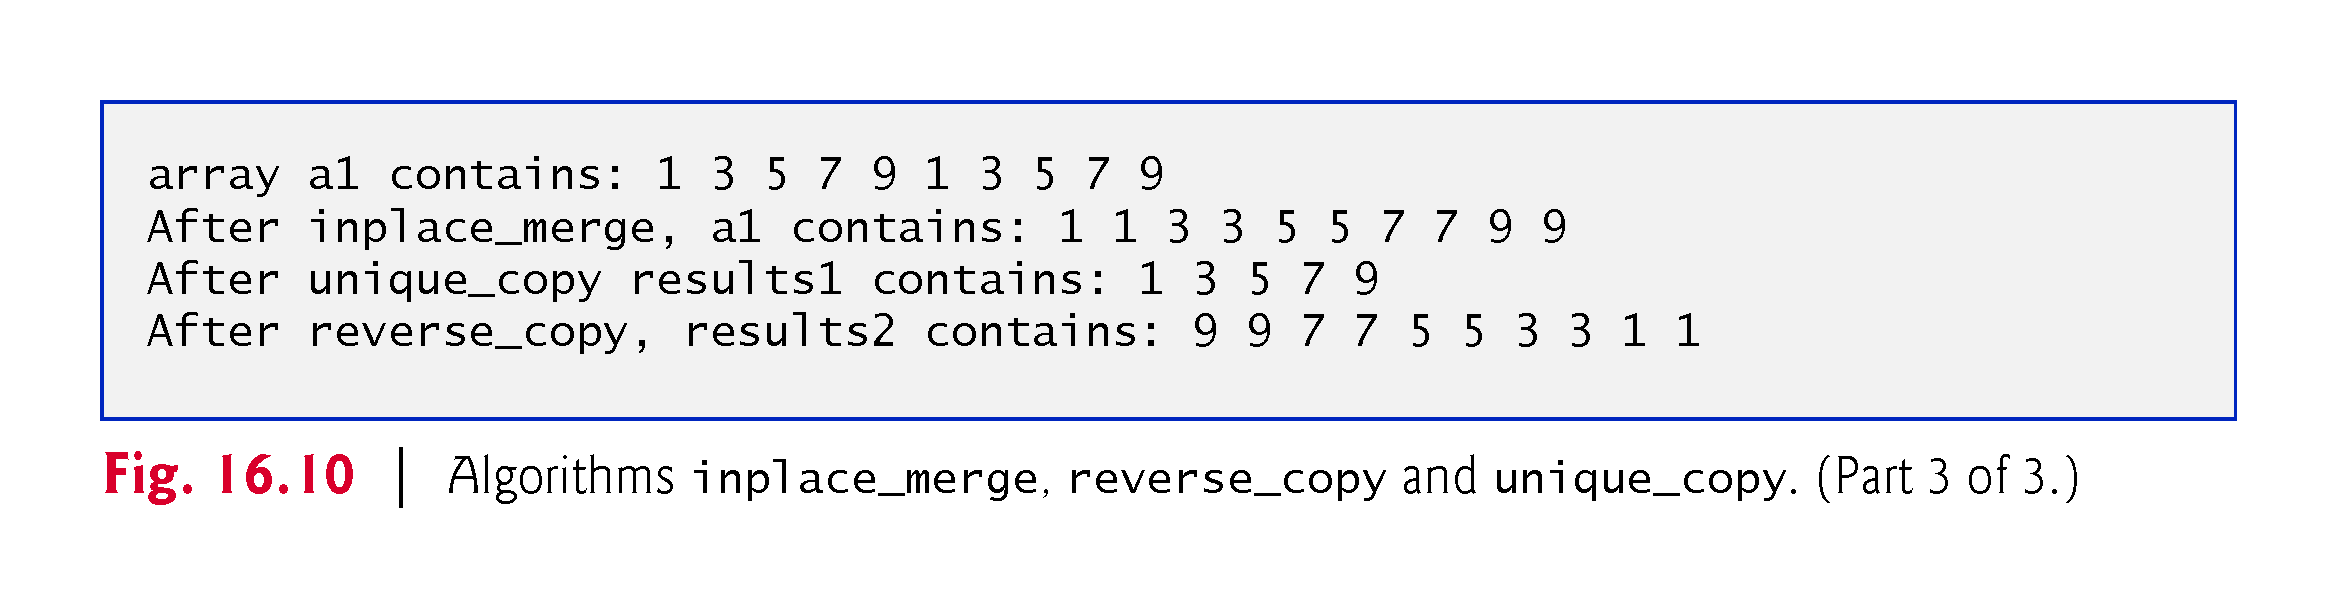 array a1 contains: 1 3 5 7 9 1 3 5 7 9
After inplace_merge, a1 contains: 1 1 3 3 5 5 7 7 9 9
After unique_copy results1 contains: 1 3 5 7 9
After reverse_copy, results2 contains: 9 9 7 7 5 5 3 3 1 1
Fig. 16.10 | Algorithms inplace_merge, reverse_copy and unique_copy. (Part 3 of 3.)